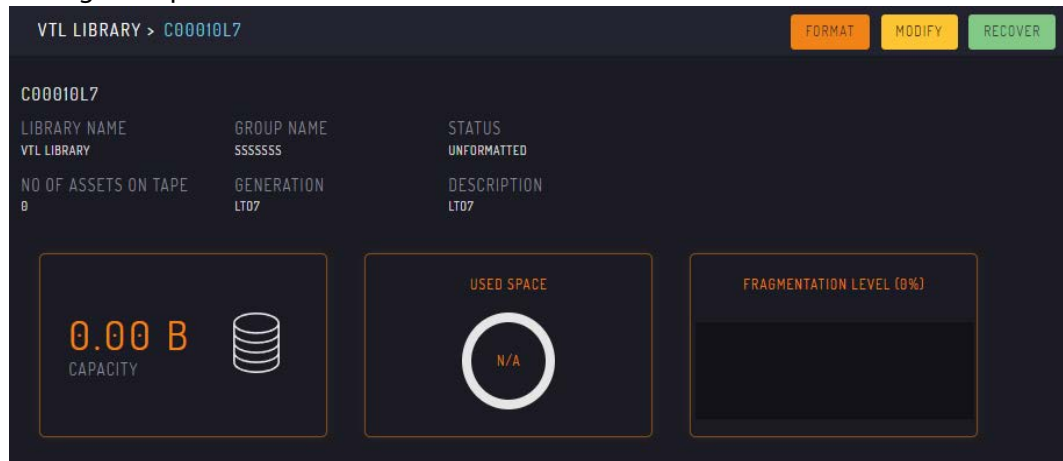 VTL LIBRARY > C00010L7
FORMAT
MODIFY
RECOVER
C00010L7
LIBRARY NAME
VTL LIBRARY
GROUP NAME
SSSSSSS
STATUS
UNFORMATTED
NO OF ASSETS ON TAPE
0
GENERATION
LTO7
DESCRIPTION
LTO7
0.00 B
CAPACITY
USED SPACE
N/A
FRAGMENTATION LEVEL (0%)